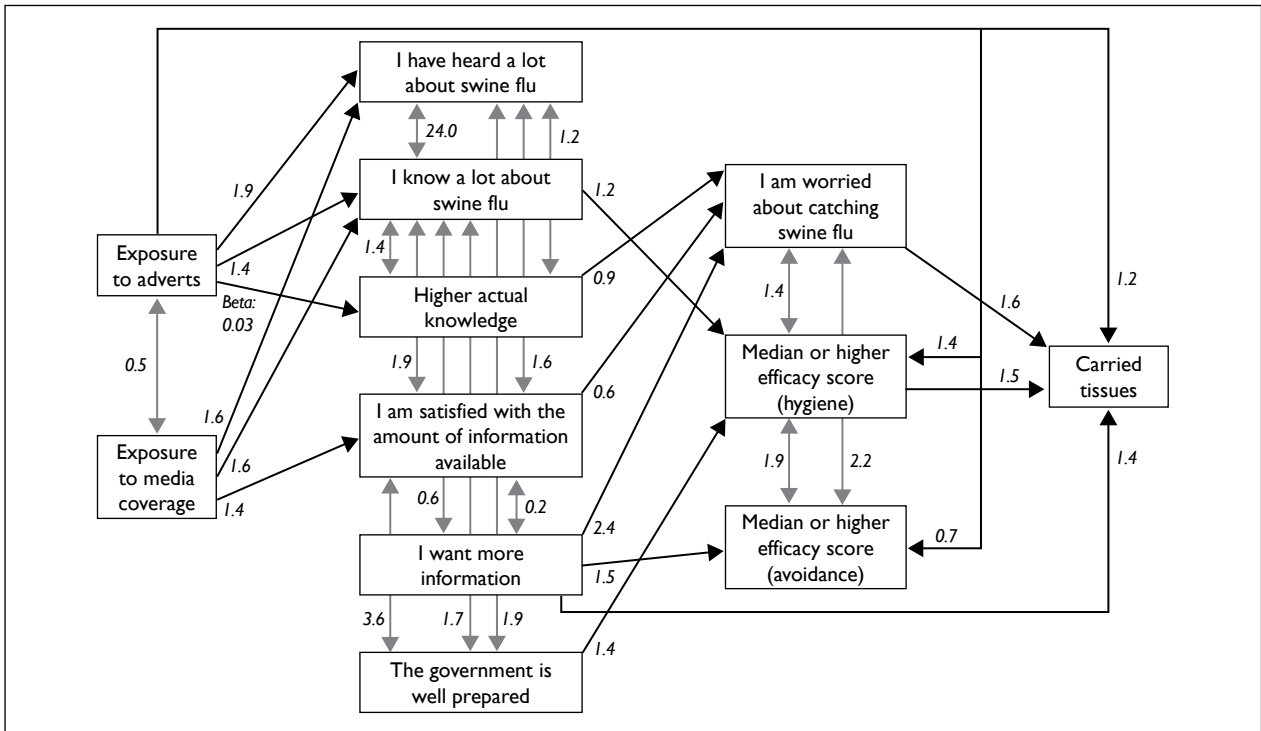 I have heard a lot
about swine flu
24.0
1.2
I know a lot about
swine flu
1.2
1.9
I am worried
about catching
swine flu
Exposure
to adverts
1.4
1.4
Beta:
0.03
Higher actual
knowledge
0.9
1.4
1.6
1.2
0.5
1.9
1.6
0.6
Median or higher
efficacy score
(hygiene)
1.4
1.5
Carried
tissues
I am satisfied with the
amount of information
available
1.6
1.6
1.4
Exposure
to media
coverage
0.6
0.2
1.9
2.2
1.4
2.4
Median or higher
efficacy score
(avoidance)
0.7
I want more
information
1.5
3.6
1.7
1.9
1.4
The government is
well prepared